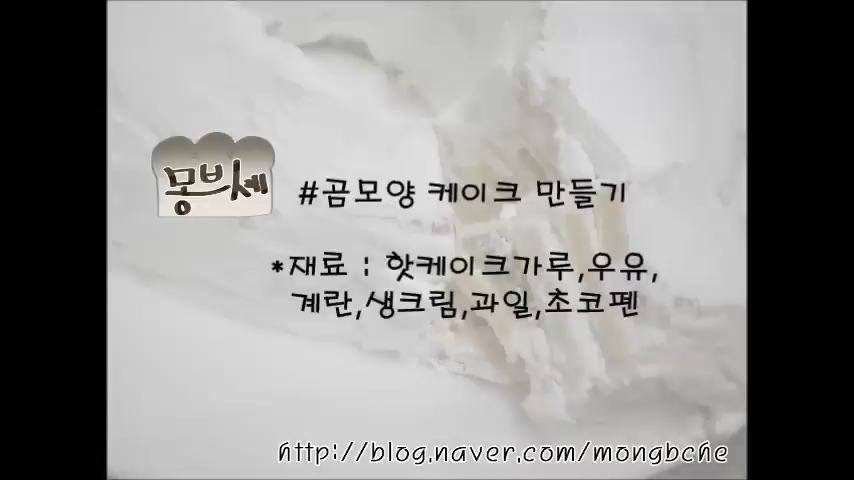 몽브세
#곰모양 케이크 만들기
*재료 : 핫케이크가루,우유,
계란,생크림,과일,초코펜
http://blog.naver.com/mongbche